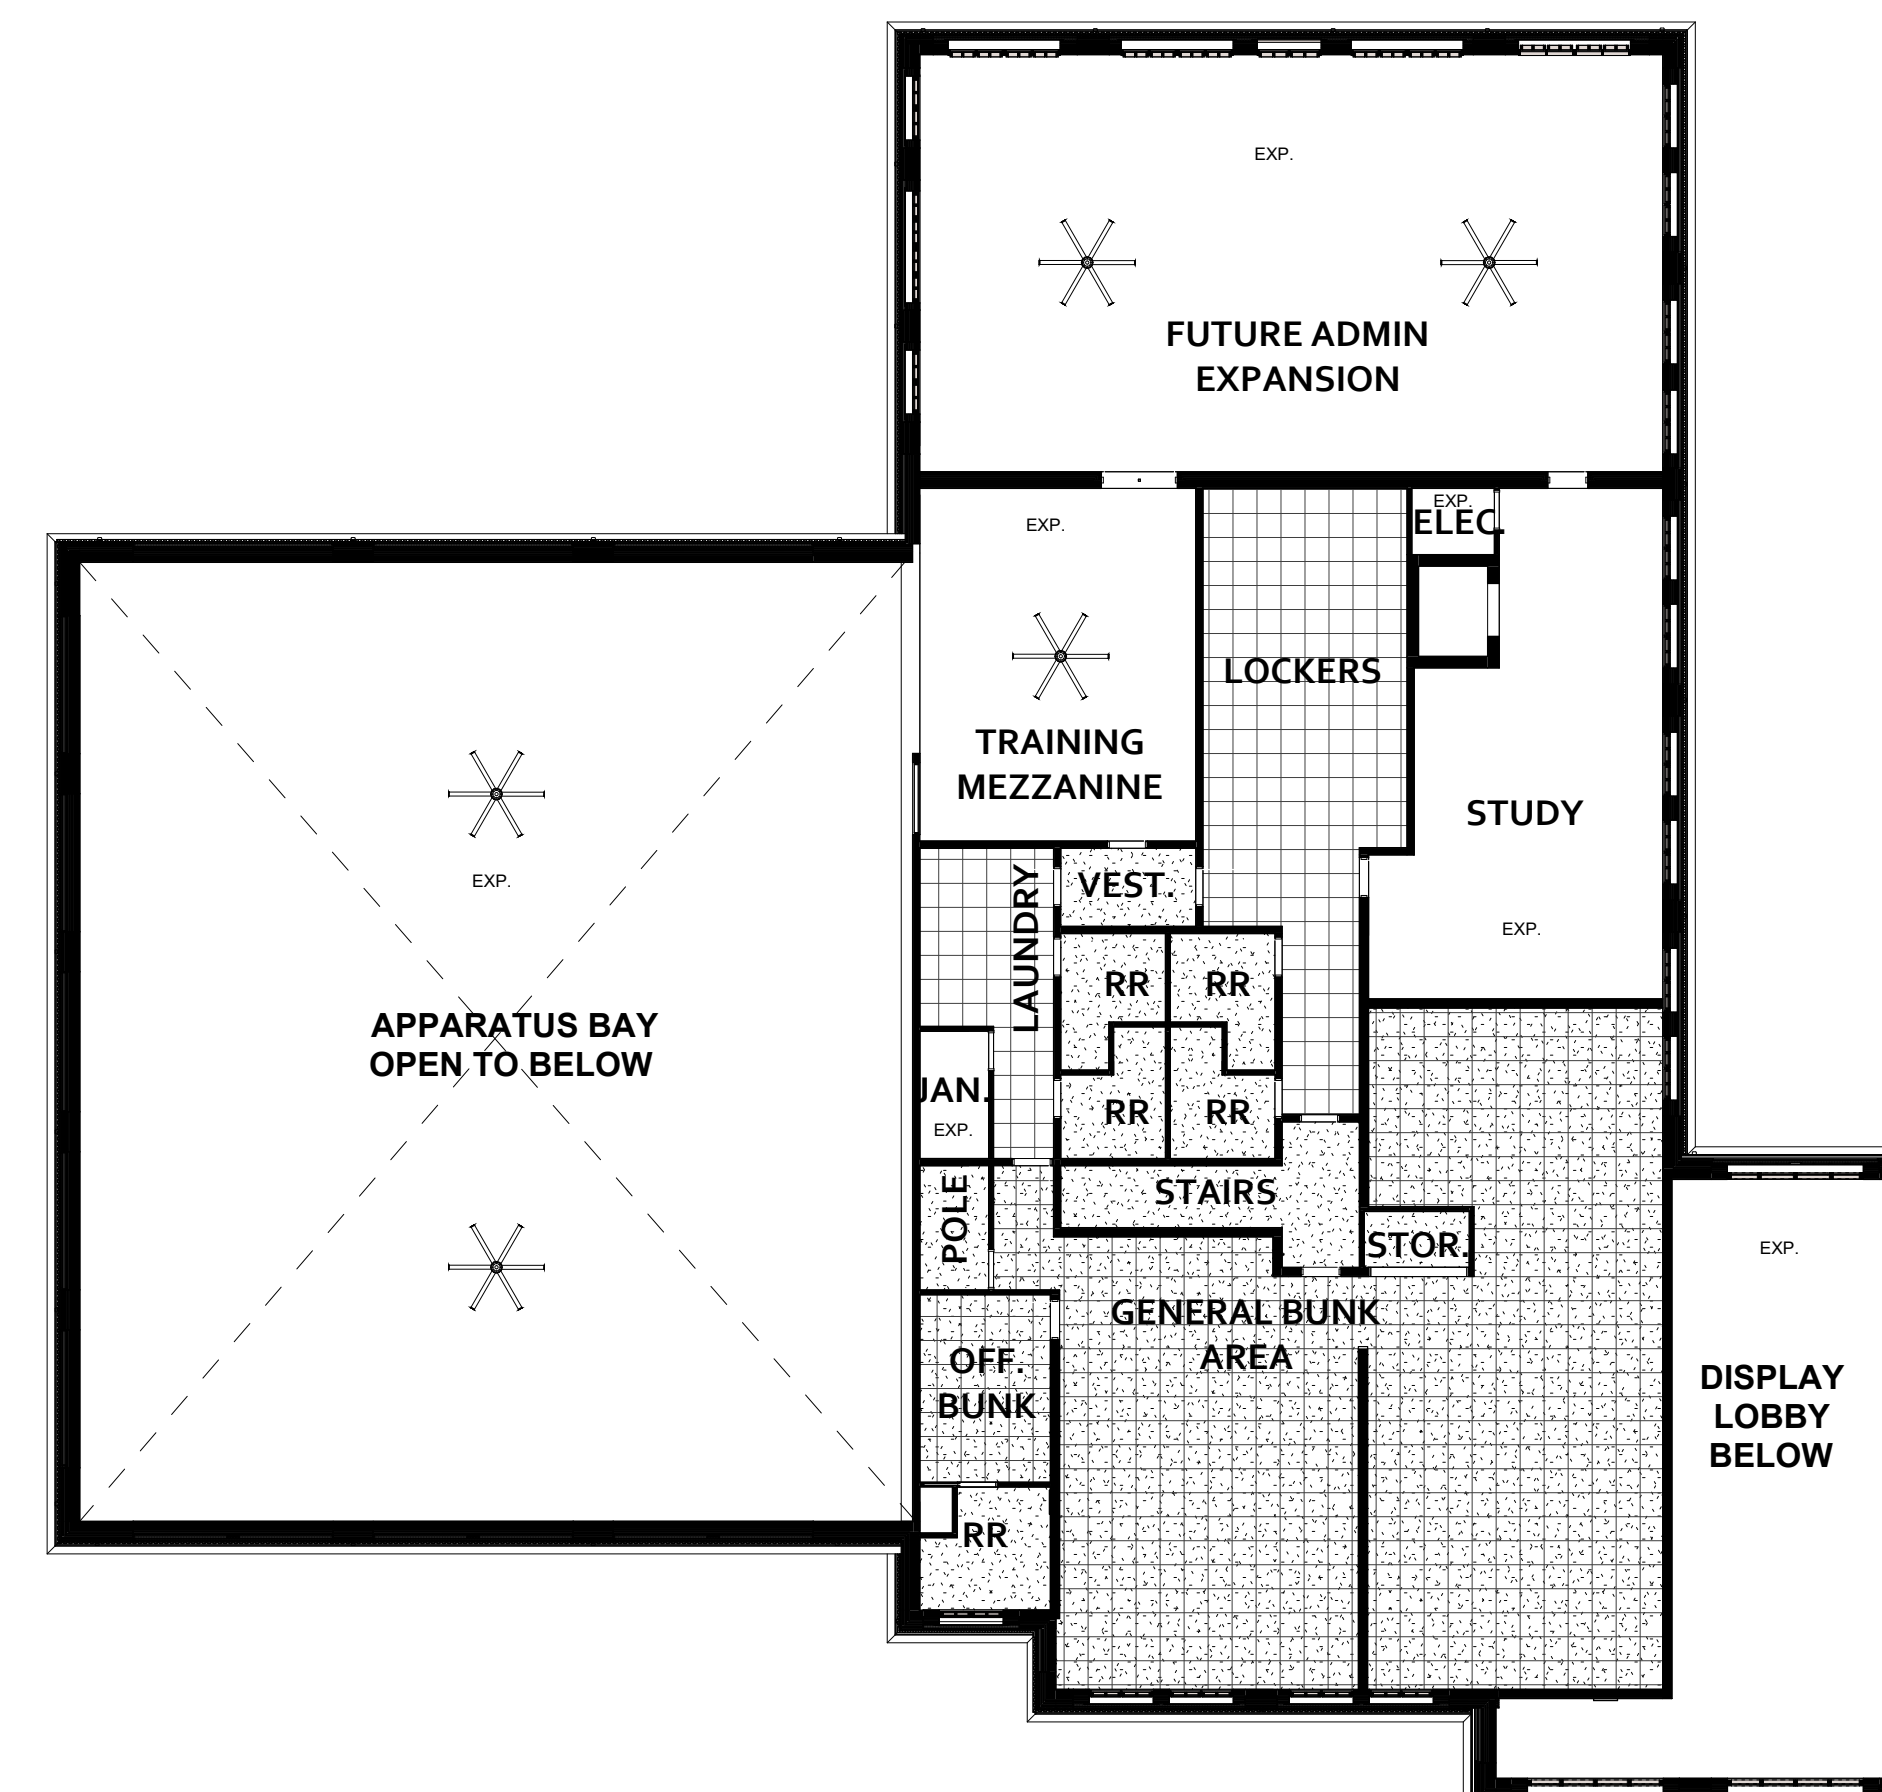 EXP.
FUTURE ADMIN
EXPANSION
EXP.
EXP.
ELEC.
LOCKERS
TRAINING
MEZZANINE
STUDY
EXP.
LAUNDRY
VEST.
EXP.
RR
RR
APPARATUS BAY
OPEN TO BELOW
JAN.
EXP.
RR
RR
POLE
STAIRS
STOR.
EXP.
GENERAL BUNK
AREA
OFF.
BUNK
DISPLAY
LOBBY
BELOW
RR